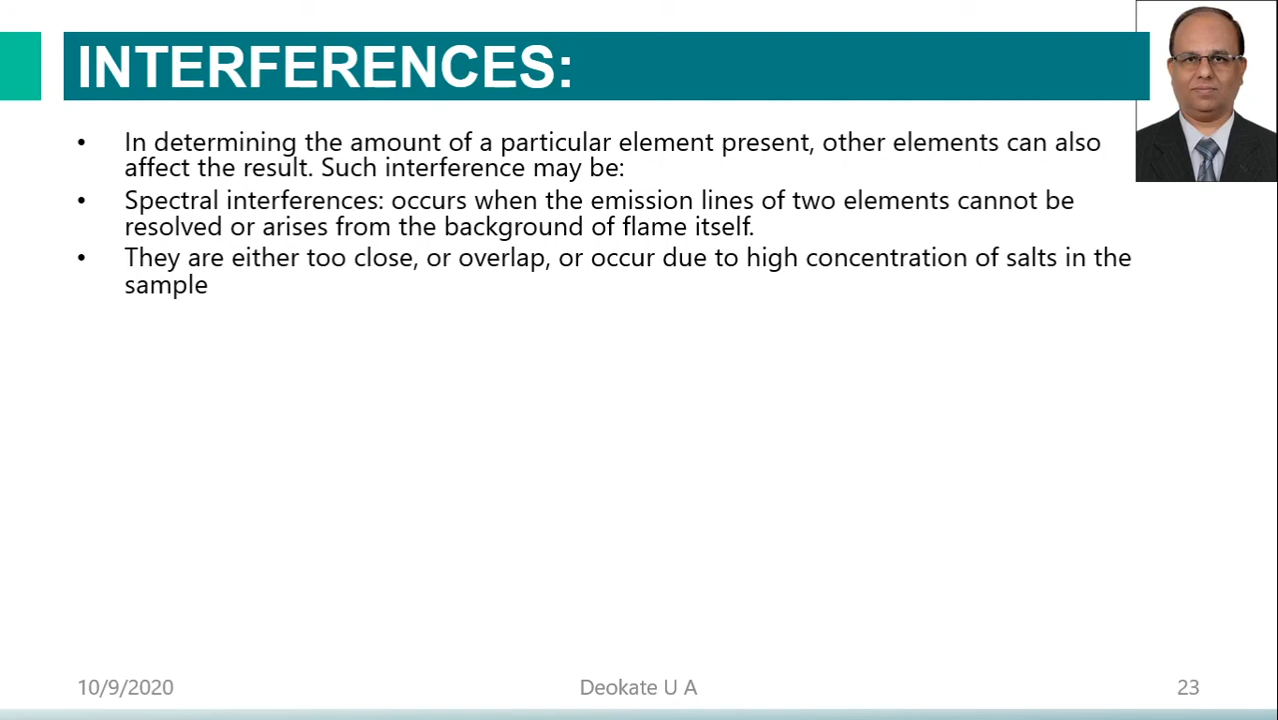 INTERFERENCES:
• In determining the amount of a particular element present, other elements can also
affect the result. Such interference may be:
• Spectral interferences: occurs when the emission lines of two elements cannot be
resolved or arises from the background of flame itself.
• They are either too close, or overlap, or occur due to high concentration of salts in the
sample
10/9/2020
Deokate U A
23